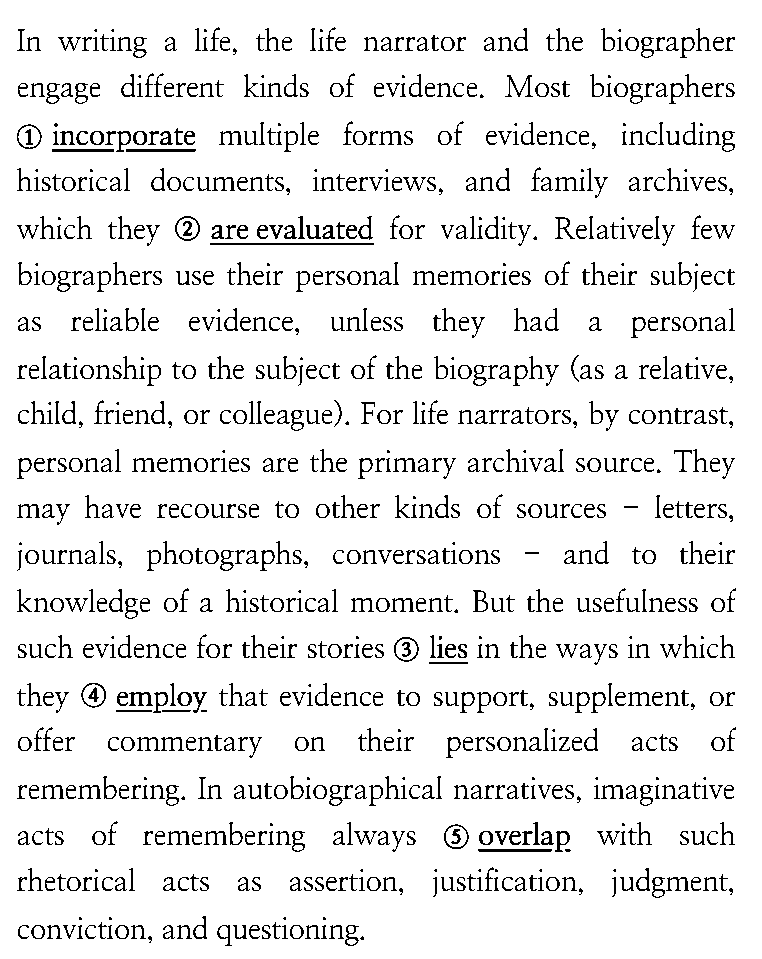 In writing a life, the life narrator and the biographer
engage different kinds of evidence. Most biographers
① incorporate multiple forms of evidence, including
historical documents, interviews, and family archives,
which they ② are evaluated for validity. Relatively few
biographers use their personal memories of their subject
as reliable evidence, unless they had a personal
relationship to the subject of the biography (as a relative,
child, friend, or colleague). For life narrators, by contrast,
personal memories are the primary archival source. They
may have recourse to other kinds of sources − letters,
journals, photographs, conversations − and to their
knowledge of a historical moment. But the usefulness of
such evidence for their stories ③ lies in the ways in which
they ④ employ that evidence to support, supplement, or
offer commentary on their personalized acts of
remembering. In autobiographical narratives, imaginative
acts of remembering always ⑤ overlap with such
rhetorical acts as assertion, justification, judgment,
conviction, and questioning.